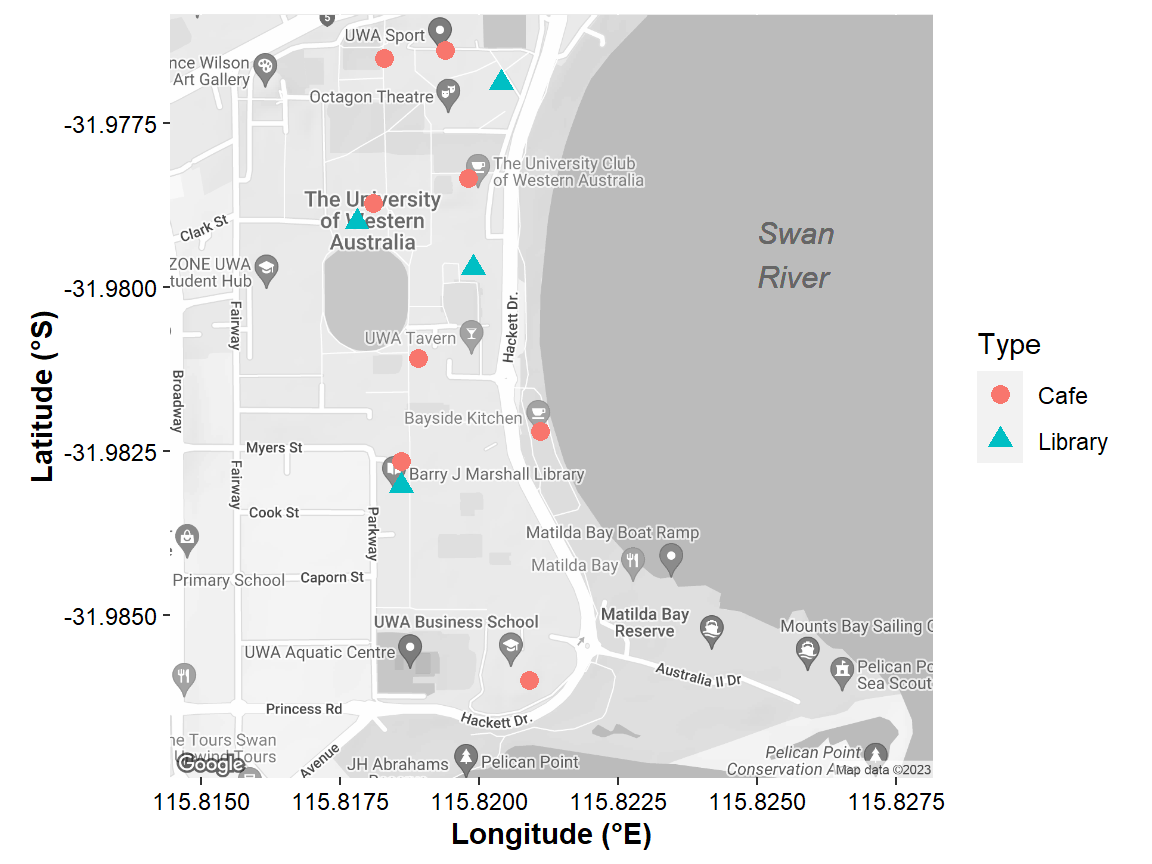 5
UWA Sport
nce Wilson
Art Gallery
Octagon Theatre
-31.9775
The University Club
of Western Australia
The University
of Western
Australia
Clark St
Swan
River
ZONE UWA
tudent Hub
-31.9800
Fairway
Hackett Dr.
UWA Tavern
Latitude (°S)
Type
Cafe
Library
Broadway
Bayside Kitchen
-31.9825
Myers St
Barry J Marshall Library
Fairway
Cook St
Parkway
Matilda Bay Boat Ramp
Matilda Bay
Primary School
Caporn St
-31.9850
UWA Business School
Matilda Bay
Reserve
Mounts Bay Sailing C
UWA Aquatic Centre
Australia II Dr
Pelican Po
Sea Scout
Princess Rd
Hackett Dr.
ne Tours Swan
Unwind Tours
Avenue
JH Abrahams
Reserve
Pelican Point
Pelican Point
Conservation A
Google
Map data ©2023
115.8150
115.8175
115.8200
115.8225
115.8250
115.8275
Longitude (°E)